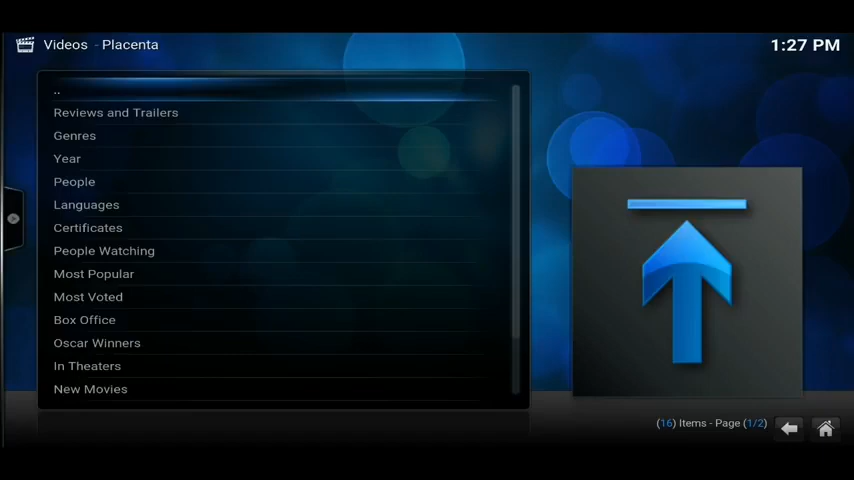 Videos - Placenta
1:27 PM
..
Reviews and Trailers
Genres
Year
People
Languages
Certificates
People Watching
Most Popular
Most Voted
Box Office
Oscar Winners
In Theaters
New Movies
(16) Items - Page (1/2)